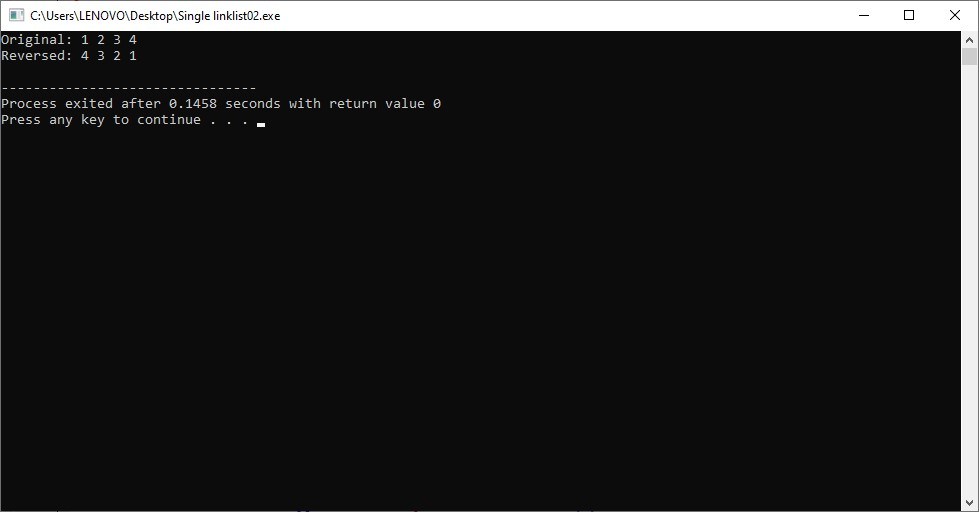 C:\Users\LENOVO\Desktop\Single linklist02.exe
Original: 1 2 3 4
Reversed: 4 3 2 1
--------------------------------
Process exited after 0.1458 seconds with return value 0
Press any key to continue . . .